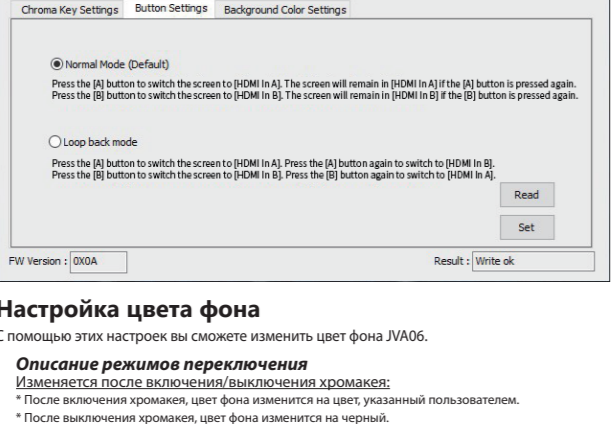 Chroma Key Settings Button Settings Background Color Settings
Normal Mode (Default)
Press the [A] button to switch the screen to [HDMI In A]. The screen will remain in [HDMI In A] if the [A] button is pressed again.
Press the [B] button to switch the screen to [HDMI In B]. The screen will remain in [HDMI In B] if the [B] button is pressed again.
Loop back mode
Press the [A] button to switch the screen to [HDMI In A]. Press the [A] button again to switch to [HDMI In B].
Press the [B] button to switch the screen to [HDMI In B]. Press the [B] button again to switch to [HDMI In A].
Read
Set
FW Version : 0X0A Result : Write ok
Настройка цвета фона
С помощью этих настроек вы сможете изменить цвет фона JVA06.
Описание режимов переключения
Изменяется после включения/выключения хромакея:
* После включения хромакея, цвет фона изменится на цвет, указанный пользователем.
* После выключения хромакея, цвет фона изменится на черный.